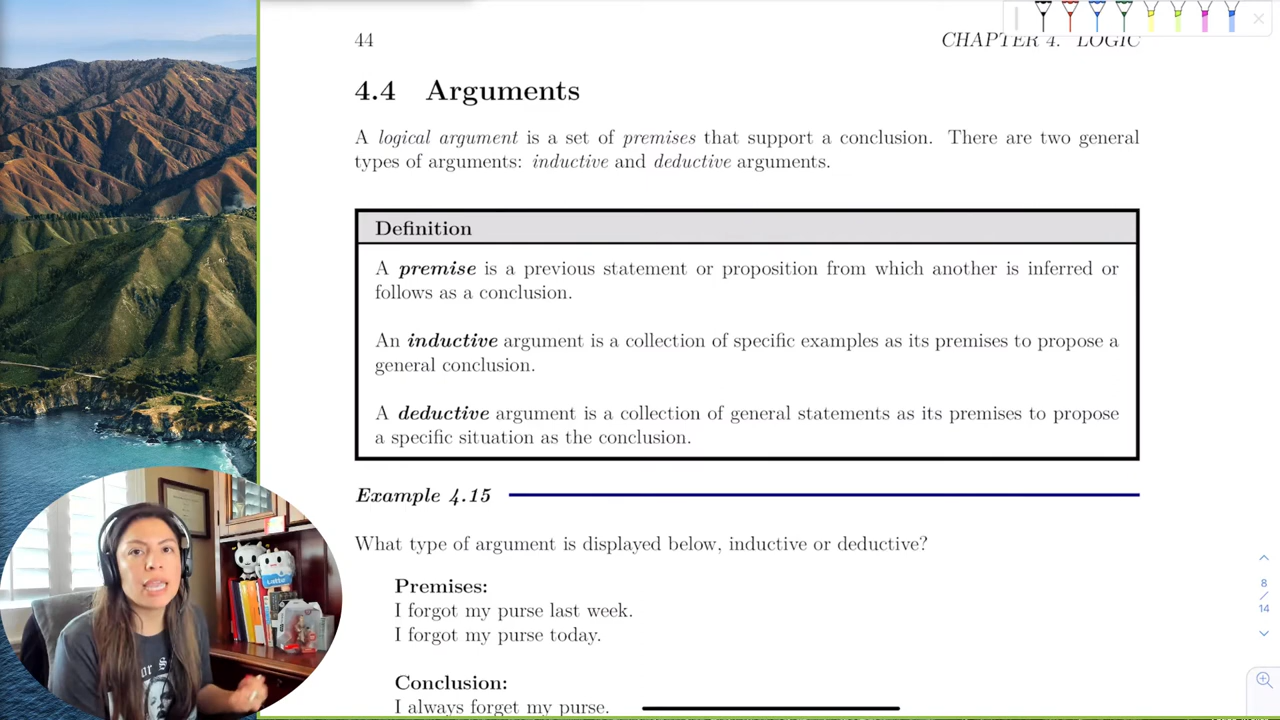 44
CHAPTER 4. LOGIC
4.4 Arguments
A logical argument is a set of premises that support a conclusion. There are two general
types of arguments: inductive and deductive arguments.
Definition
A premise is a previous statement or proposition from which another is inferred or
follows as a conclusion.
An inductive argument is a collection of specific examples as its premises to propose a
general conclusion.
A deductive argument is a collection of general statements as its premises to propose
a specific situation as the conclusion.
Example 4.15
What type of argument is displayed below, inductive or deductive?
Premises:
I forgot my purse last week.
I forgot my purse today.
Conclusion:
I always forget my purse.
8
/
14